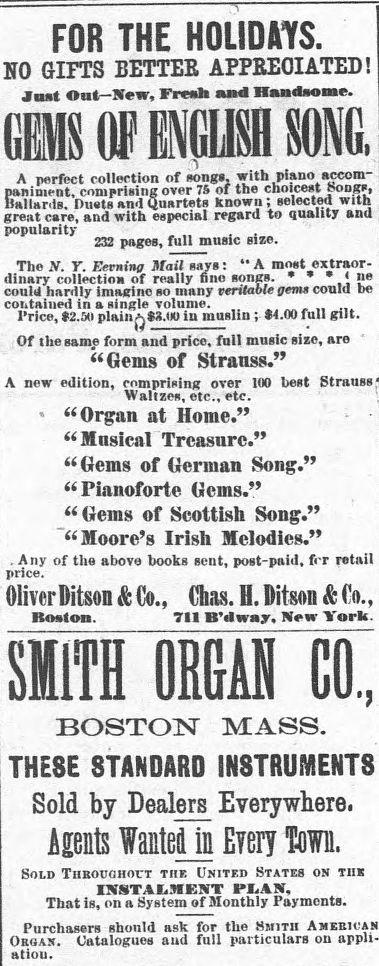 FOR THE HOLIDAYS.
NO GIFTS BETTER APPRECIATED!
Just Out—New, Fresh and Handsome.
GEMS OF ENGLISH SONG,
A perfect collection of songs, with piano accom-
paniment, comprising over 75 of the choicest Songs,
Ballards, Duets and Quartets known; selected with
great care, and with especial regard to quality and
popularity
232 pages, full music size.
The N. Y. Eevning Mail says: "A most extraor-
dinary collection of really fine songs. * * * ne
could hardly imagine so many veritable gems could be
contained in a single volume.
Price, $2.50 plain; $3.00 in muslin; $4.00 full gilt.
Of the same form and price, full music size, are
"Gems of Strauss."
A new edition, comprising over 100 best Strauss'
Waltzes, etc., etc.
"Organ at Home."
"Musical Treasure."
"Gems of German Song."
"Pianoforte Gems."
"Gems of Scottish Song."
"Moore's Irish Melodies."
Any of the above books sent, post-paid, for retail
price.
Oliver Ditson & Co., Chas. H. Ditson & Co.,
Boston. 711 B'dway, New York.
SMITH ORGAN CO.,
BOSTON MASS.
THESE STANDARD INSTRUMENTS
Sold by Dealers Everywhere.
Agents Wanted in Every Town.
SOLD THROUGHOUT THE UNITED STATES ON THE
INSTALMENT PLAN,
That is, on a System of Monthly Payments.
Purchasers should ask for the SMITH AMERICAN
ORGAN. Catalogues and full particulars on appli-
ation.